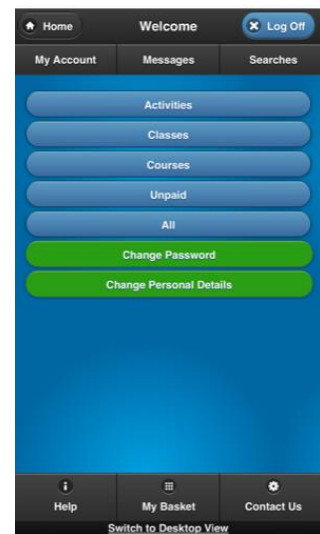 Home Welcome Log Off
My Account Messages Searches
Activities
Classes
Courses
Unpaid
All
Change Password
Change Personal Details
Help My Basket Contact Us
Switch to Desktop View